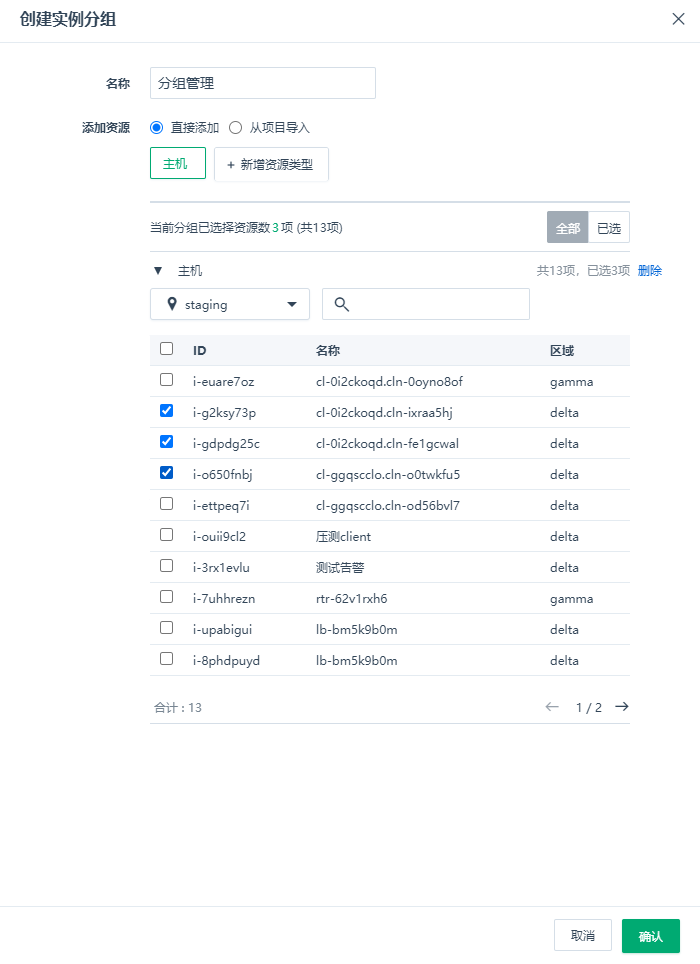 创建实例分组
名称 分组管理
添加资源 直接添加 从项目导入
主机 + 新增资源类型
当前分组已选择资源数 3 项 (共13项) 全部 已选
▼ 主机 共13项，已选3项 删除
staging
ID 名称 区域
i-euare7oz cl-0i2ckoqd.cln-0oyno8of gamma
i-g2ksy73p cl-0i2ckoqd.cln-ixraa5hj delta
i-gdpdg25c cl-0i2ckoqd.cln-fe1gcwal delta
i-o650fnbj cl-ggqscclo.cln-o0twkfu5 delta
i-ettpeq7i cl-ggqscclo.cln-od56bvl7 delta
i-ouii9cl2 压测client delta
i-3rx1evlu 测试告警 delta
i-7uhhrezn rtr-62v1rxh6 gamma
i-upabigui lb-bm5k9b0m delta
i-8phdpuyd lb-bm5k9b0m delta
合计 : 13 ← 1 / 2 →
取消 确认